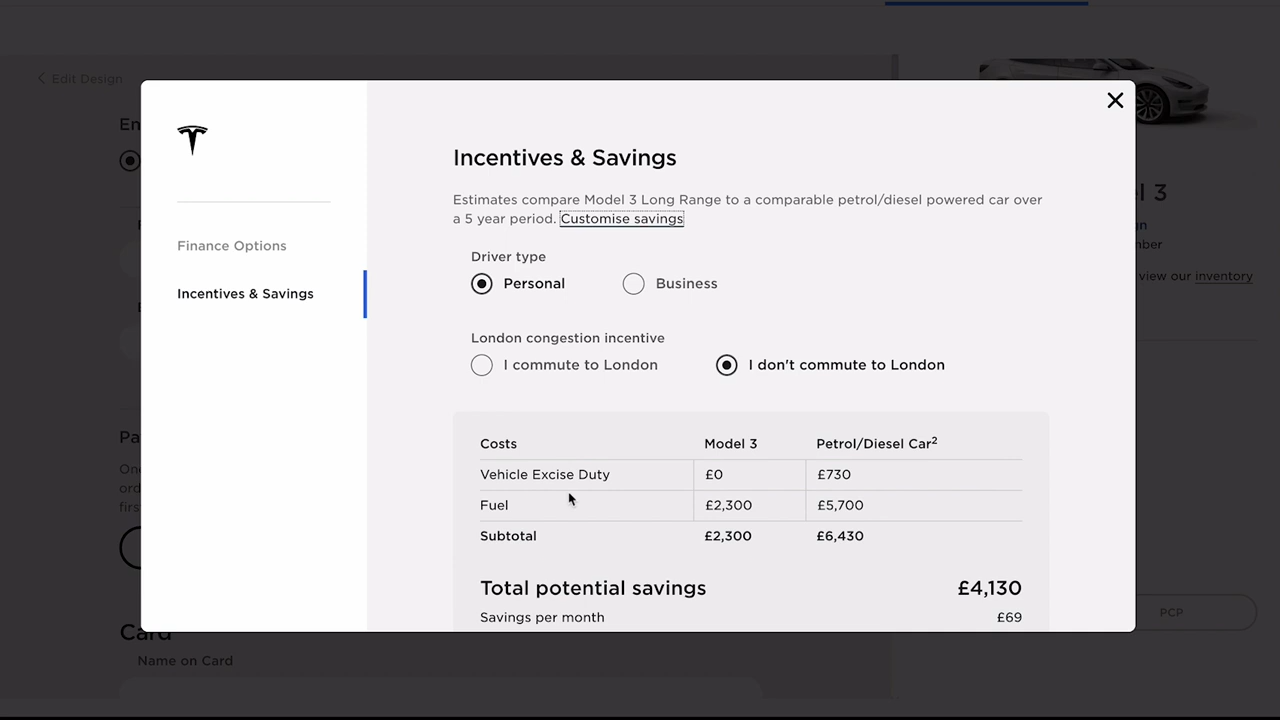 Edit Design
Incentives & Savings
Estimates compare Model 3 Long Range to a comparable petrol/diesel powered car over
a 5 year period. Customise savings
Finance Options
Incentives & Savings
Driver type
Personal
Business
London congestion incentive
I commute to London
I don't commute to London
Costs Model 3 Petrol/Diesel Car2
Vehicle Excise Duty £0 £730
Fuel £2,300 £5,700
Subtotal £2,300 £6,430
Total potential savings £4,130
Savings per month £69
view our inventory
PCP
Name on Card